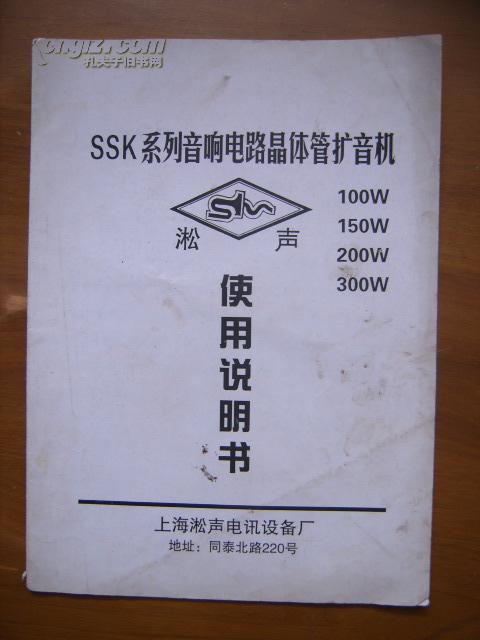 孔夫子旧书网
SSK系列音响电路晶体管扩音机
100W
150W
淞 声
200W
300W
使用说明书
上海淞声电讯设备厂
地址：同泰北路220号